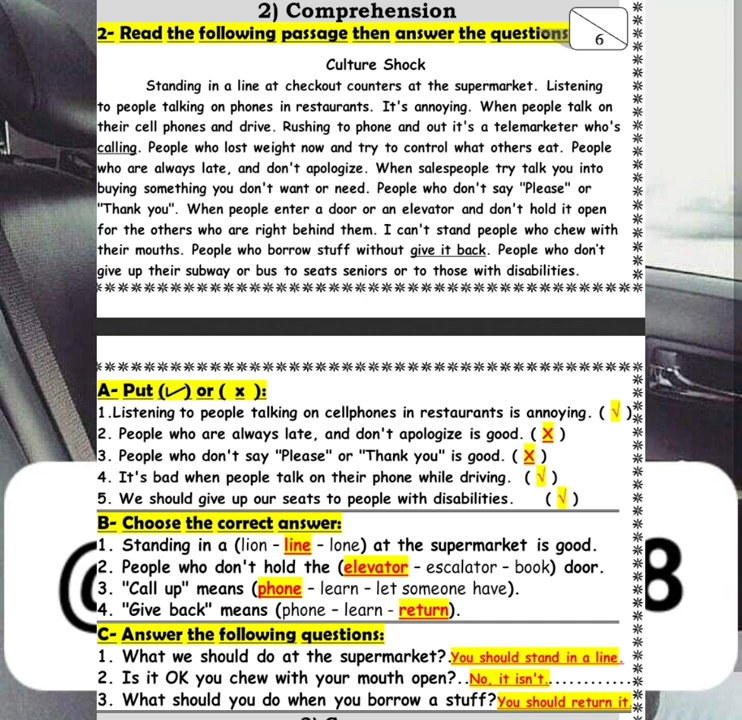 2) Comprehension
2- Read the following passage then answer the questions
6
Culture Shock
Standing in a line at checkout counters at the supermarket. Listening
to people talking on phones in restaurants. It's annoying. When people talk on
their cell phones and drive. Rushing to phone and out it's a telemarketer who's
calling. People who lost weight now and try to control what others eat. People
who are always late, and don't apologize. When salespeople try talk you into
buying something you don't want or need. People who don't say "Please" or
"Thank you". When people enter a door or an elevator and don't hold it open
for the others who are right behind them. I can't stand people who chew with
their mouths. People who borrow stuff without give it back. People who don't
give up their subway or bus to seats seniors or to those with disabilities.
A- Put (✓) or ( x ):
1.Listening to people talking on cellphones in restaurants is annoying. ( √ )
2. People who are always late, and don't apologize is good. ( X )
3. People who don't say "Please" or "Thank you" is good. ( X )
4. It's bad when people talk on their phone while driving. ( √ )
5. We should give up our seats to people with disabilities. ( √ )
B- Choose the correct answer:
1. Standing in a (lion - line - lone) at the supermarket is good.
2. People who don't hold the (elevator - escalator - book) door.
3. "Call up" means (phone - learn - let someone have).
4. "Give back" means (phone - learn - return).
@ 8
C- Answer the following questions:
1. What we should do at the supermarket?.You should stand in a line.
2. Is it OK you chew with your mouth open?..No, it isn't............
3. What should you do when you borrow a stuff?You should return it